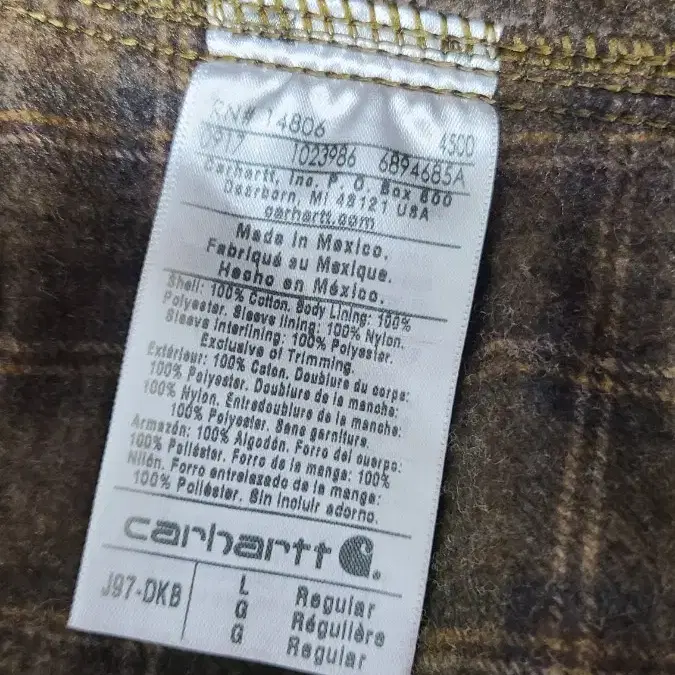 RN# 14806
4500
0917 1023986 6894685A
Carhartt, Inc. P. O. Box 600
Dearborn, MI 48121 USA
carhartt.com
Made in Mexico.
Fabriqué au Mexique.
Hecho en México.
Shell: 100% Cotton. Body Lining: 100%
Polyester. Sleeve lining: 100% Nylon.
Sleeve interlining: 100% Polyester.
Exclusive of Trimming.
Extérieur: 100% Coton. Doublure du corps:
100% Polyester. Doublure de la manche:
100% Nylon. Entredoublure de la manche:
100% Polyester. Sans garniture.
Armazón: 100% Algodón. Forro del cuerpo:
100% Poliéster. Forro de la manga: 100%
Nilón. Forro entrelazado de la manga:
100% Poliéster. Sin incluir adorno.
carhartt
J97-DKB L Regular
G Régulière
G Regular